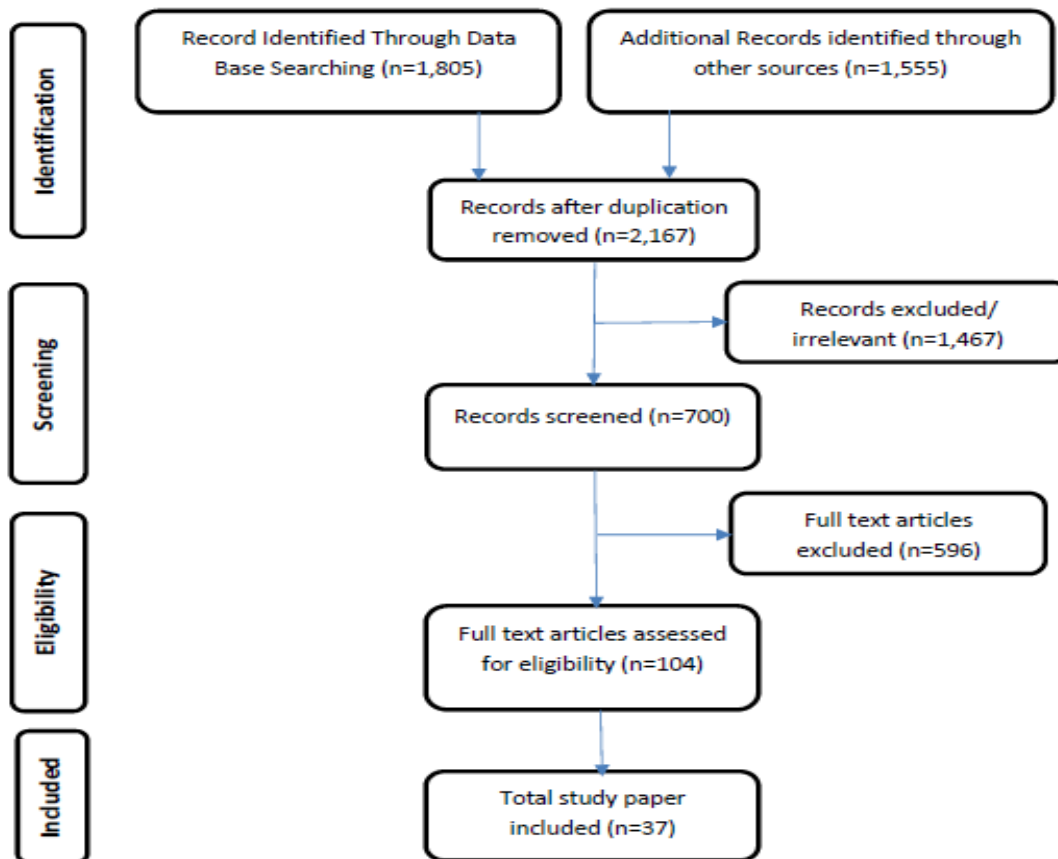 Identification
Record Identified Through Data
Base Searching (n=1,805)
Additional Records identified through
other sources (n=1,555)
Records after duplication
removed (n=2,167)
Screening
Records excluded/
irrelevant (n=1,467)
Records screened (n=700)
Eligibility
Full text articles
excluded (n=596)
Full text articles assessed
for eligibility (n=104)
Included
Total study paper
included (n=37)